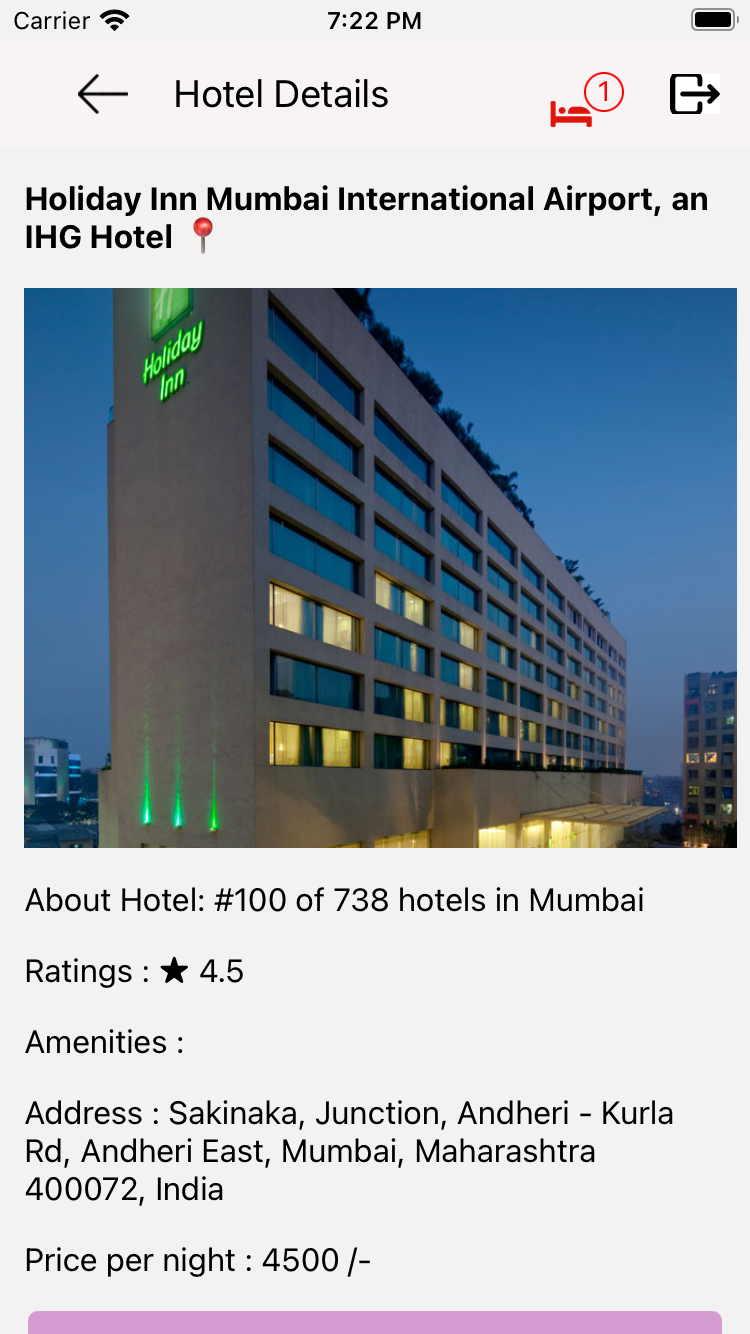 Carrier 7:22 PM
Hotel Details 1
Holiday Inn Mumbai International Airport, an
IHG Hotel
Holiday
Inn
About Hotel: #100 of 738 hotels in Mumbai
Ratings : ★ 4.5
Amenities :
Address : Sakinaka, Junction, Andheri - Kurla
Rd, Andheri East, Mumbai, Maharashtra
400072, India
Price per night : 4500 /-